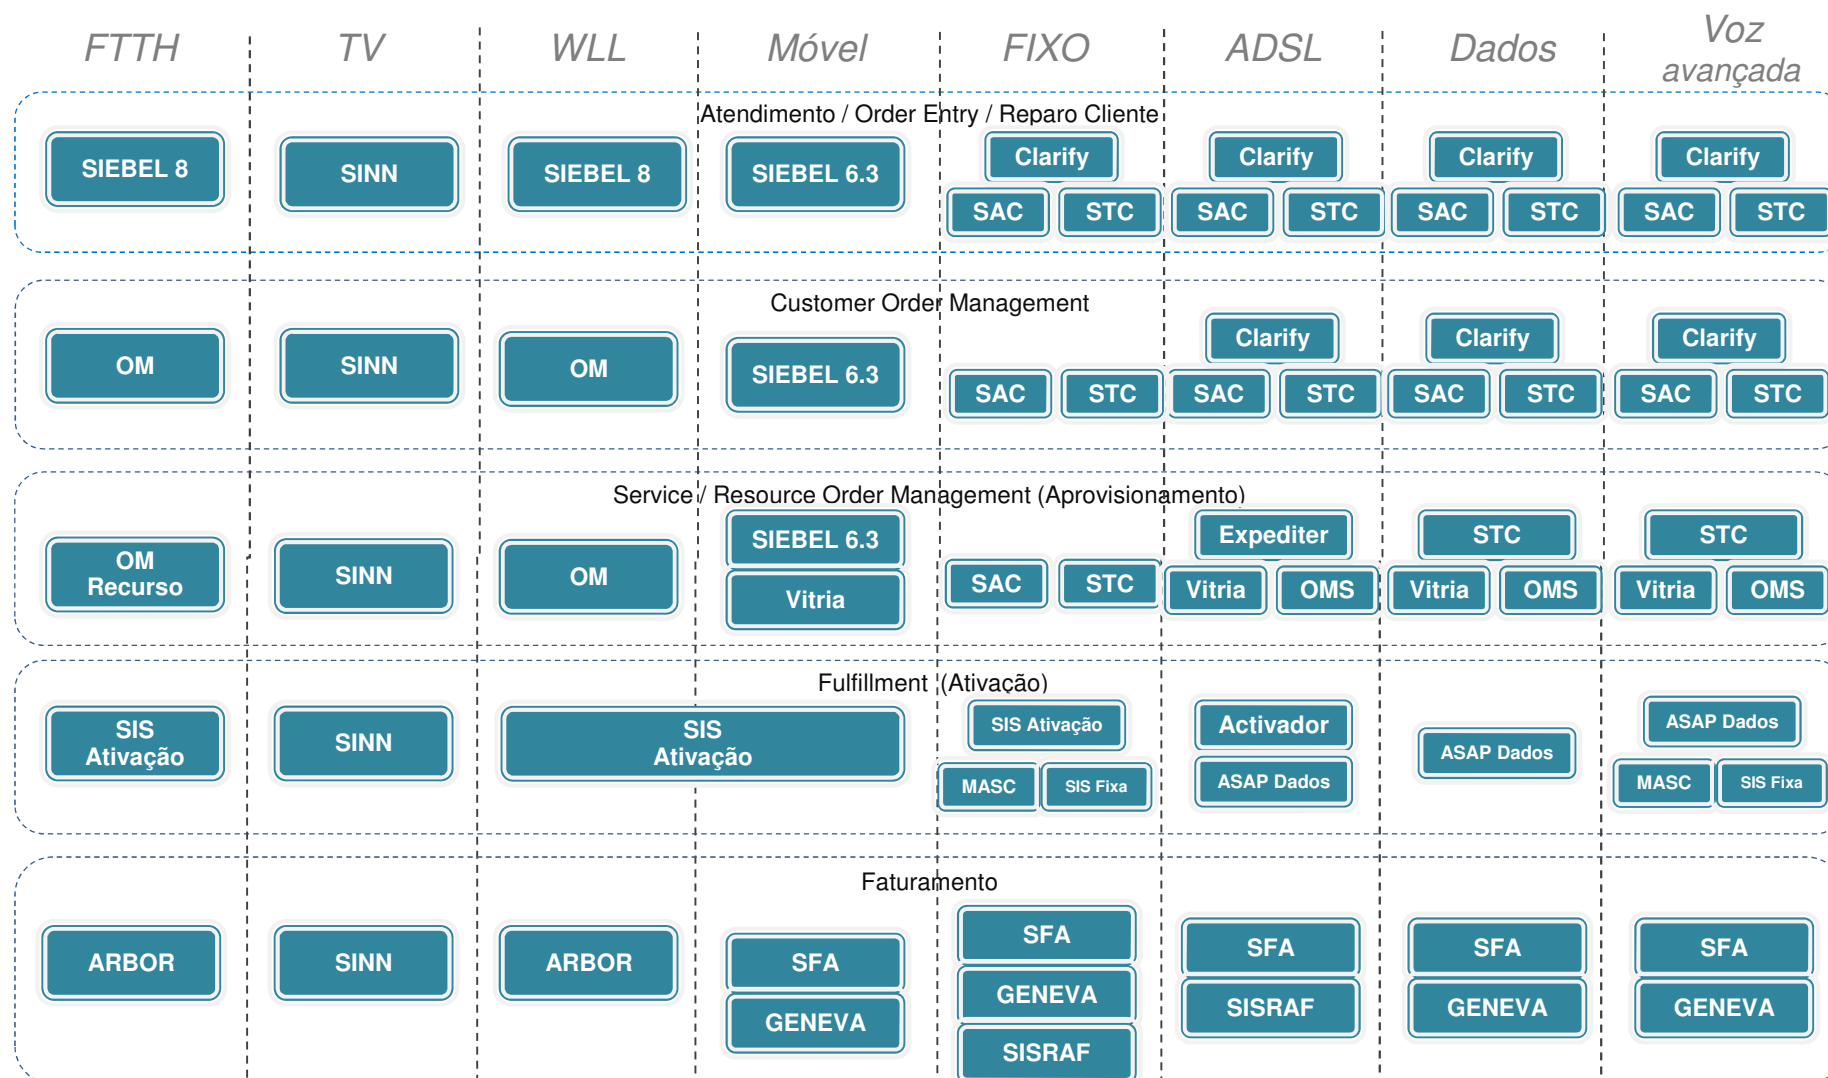 FTTH
TV
WLL
Móvel
FIXO
ADSL
Dados
Voz
avançada
Atendimento / Order Entry / Reparo Cliente
SIEBEL 8
SINN
SIEBEL 8
SIEBEL 6.3
Clarify
SAC
STC
Clarify
SAC
STC
Clarify
SAC
STC
Clarify
SAC
STC
Customer Order Management
OM
SINN
OM
SIEBEL 6.3
SAC
STC
Clarify
SAC
STC
Clarify
SAC
STC
Clarify
SAC
STC
Service / Resource Order Management (Aprovisionamento)
OM
Recurso
SINN
OM
SIEBEL 6.3
Vitria
SAC
STC
Expediter
Vitria
OMS
STC
Vitria
OMS
STC
Vitria
OMS
Fulfillment (Ativação)
SIS
Ativação
SINN
SIS
Ativação
SIS Ativação
MASC
SIS Fixa
Activador
ASAP Dados
ASAP Dados
ASAP Dados
MASC
SIS Fixa
Faturamento
ARBOR
SINN
ARBOR
SFA
GENEVA
SFA
GENEVA
SISRAF
SFA
SISRAF
SFA
GENEVA
SFA
GENEVA